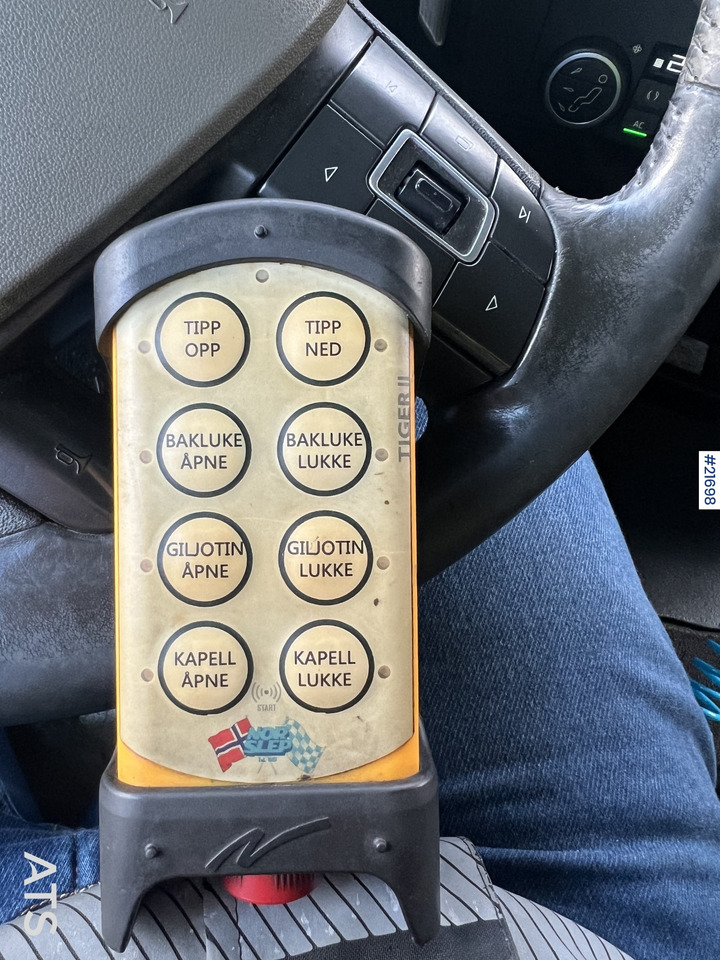 AC
TIPP
OPP
TIPP
NED
TIGER II
BAKLUKE
ÅPNE
BAKLUKE
LUKKE
#21698
GILJOTIN
ÅPNE
GILJOTIN
LUKKE
KAPELL
ÅPNE
KAPELL
LUKKE
START
NOR
SLEP
ATS